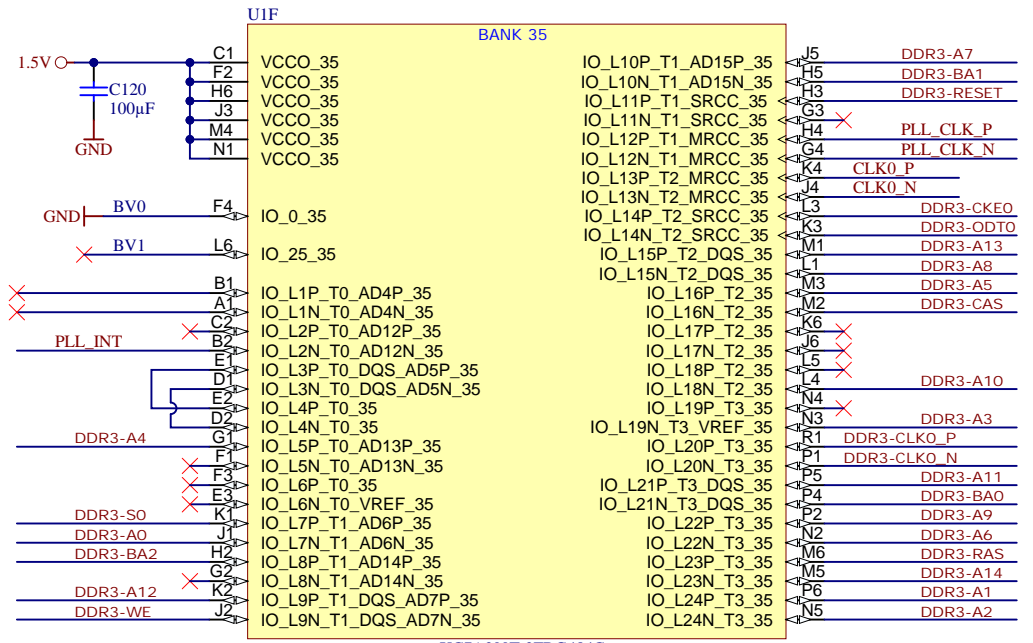 U1F
BANK 35
1.5V
C120
100µF
GND
C1 VCCO_35
F2 VCCO_35
H6 VCCO_35
J3 VCCO_35
M4 VCCO_35
N1 VCCO_35
GND BV0 F4 IO_0_35
BV1 L6 IO_25_35
B1 IO_L1P_T0_AD4P_35
A1 IO_L1N_T0_AD4N_35
C2 IO_L2P_T0_AD12P_35
PLL_INT B2 IO_L2N_T0_AD12N_35
E1 IO_L3P_T0_DQS_AD5P_35
D1 IO_L3N_T0_DQS_AD5N_35
E2 IO_L4P_T0_35
D2 IO_L4N_T0_35
DDR3-A4 G1 IO_L5P_T0_AD13P_35
F1 IO_L5N_T0_AD13N_35
F3 IO_L6P_T0_35
E3 IO_L6N_T0_VREF_35
DDR3-S0 K1 IO_L7P_T1_AD6P_35
DDR3-A0 J1 IO_L7N_T1_AD6N_35
DDR3-BA2 H2 IO_L8P_T1_AD14P_35
G2 IO_L8N_T1_AD14N_35
DDR3-A12 K2 IO_L9P_T1_DQS_AD7P_35
DDR3-WE J2 IO_L9N_T1_DQS_AD7N_35
IO_L10P_T1_AD15P_35 J5 DDR3-A7
IO_L10N_T1_AD15N_35 H5 DDR3-BA1
IO_L11P_T1_SRCC_35 H3 DDR3-RESET
IO_L11N_T1_SRCC_35 G3
IO_L12P_T1_MRCC_35 H4 PLL_CLK_P
IO_L12N_T1_MRCC_35 G4 PLL_CLK_N
IO_L13P_T2_MRCC_35 K4 CLK0_P
IO_L13N_T2_MRCC_35 J4 CLK0_N
IO_L14P_T2_SRCC_35 L3 DDR3-CKE0
IO_L14N_T2_SRCC_35 K3 DDR3-ODT0
IO_L15P_T2_DQS_35 M1 DDR3-A13
IO_L15N_T2_DQS_35 L1 DDR3-A8
IO_L16P_T2_35 M3 DDR3-A5
IO_L16N_T2_35 M2 DDR3-CAS
IO_L17P_T2_35 K6
IO_L17N_T2_35 J6
IO_L18P_T2_35 L5
IO_L18N_T2_35 L4 DDR3-A10
IO_L19P_T3_35 N4
IO_L19N_T3_VREF_35 N3 DDR3-A3
IO_L20P_T3_35 R1 DDR3-CLK0_P
IO_L20N_T3_35 P1 DDR3-CLK0_N
IO_L21P_T3_DQS_35 P5 DDR3-A11
IO_L21N_T3_DQS_35 P4 DDR3-BA0
IO_L22P_T3_35 P2 DDR3-A9
IO_L22N_T3_35 N2 DDR3-A6
IO_L23P_T3_35 M6 DDR3-RAS
IO_L23N_T3_35 M5 DDR3-A14
IO_L24P_T3_35 P6 DDR3-A1
IO_L24N_T3_35 N5 DDR3-A2